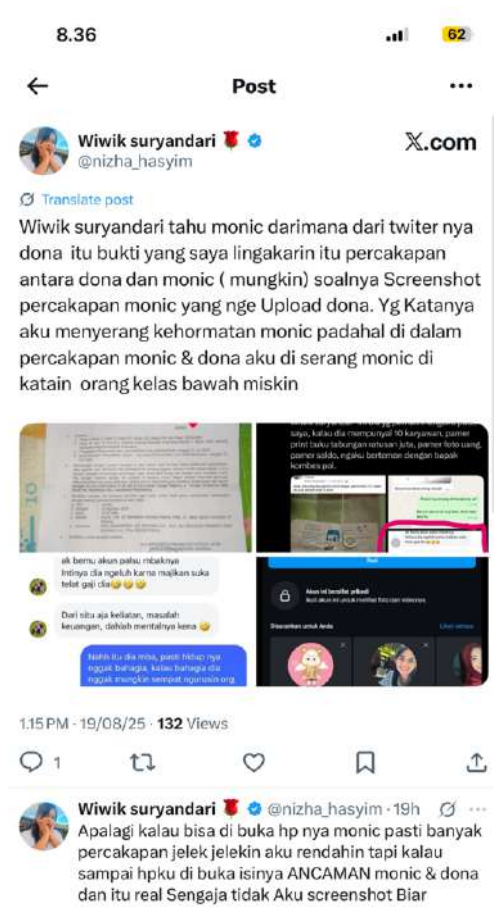 8.36
62
Post
Wiwik suryandari
X.com
@nizha_hasyim
Translate post
Wiwik suryandari tahu monic darimana dari twiter nya
dona itu bukti yang saya lingakarin itu percakapan
antara dona dan monic ( mungkin) soalnya Screenshot
percakapan monic yang nge Upload dona. Yg Katanya
aku menyerang kehormatan monic padahal di dalam
percakapan monic & dona aku di serang monic di
katain orang kelas bawah miskin
saya, kalau dia mempunyai 10 karyawan, pamer
print buku tabungan ratusan juta, pamer foto uang,
pamer saldo, ngaku berteman dengan bapak
kombes pol.
ak bemu akun palsu mbaknya
Intinya dia ngeluh karna majikan suka
telat gaji dia
Dari situ aja keliatan, masalah
keuangan, dahlah mentalnya kena
Nahh itu dia mba, pasti hidup nya
nggak bahagia, kalau bahagia dia
nggak mungkin sempat ngurusin org
Akun ini bersifat pribadi
Disarankan untuk Anda
Lihat semua
1.15 PM · 19/08/25 · 132 Views
1
Wiwik suryandari @nizha_hasyim · 19h
Apalagi kalau bisa di buka hp nya monic pasti banyak
percakapan jelek jelekin aku rendahin tapi kalau
sampai hpku di buka isinya ANCAMAN monic & dona
dan itu real Sengaja tidak Aku screenshot Biar